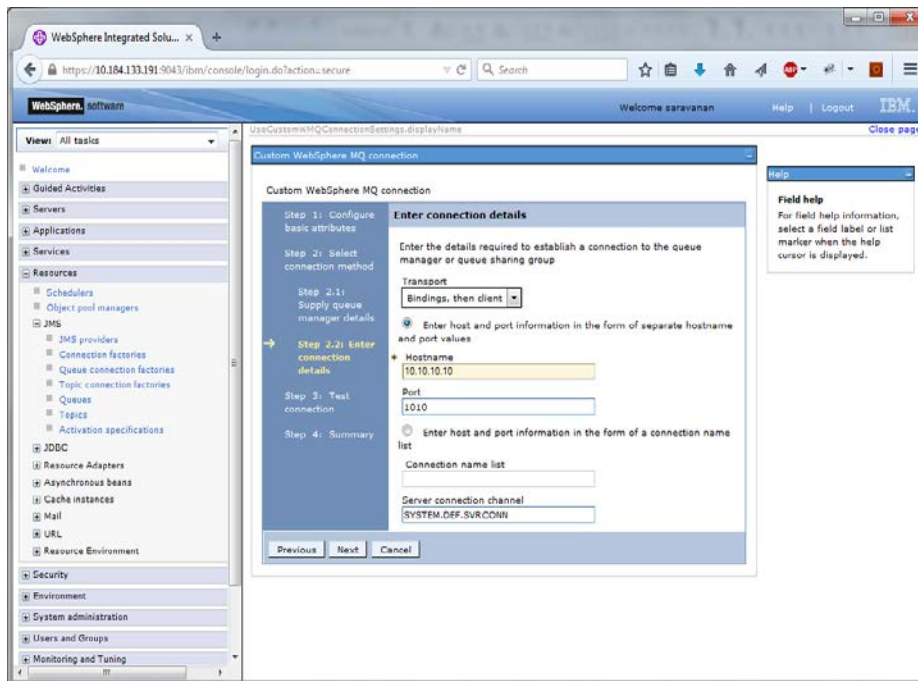 WebSphere Integrated Solu...
https://10.184.133.191:9043/ibm/console/login.do?action=secure
Search
ABP
WebSphere. software
Welcome saravanan
Help
Logout
IBM.
View: All tasks
Welcome
Guided Activities
Servers
Applications
Services
Resources
Schedulers
Object pool managers
JMS
JMS providers
Connection factories
Queue connection factories
Topic connection factories
Queues
Topics
Activation specifications
JDBC
Resource Adapters
Asynchronous beans
Cache instances
Mail
URL
Resource Environment
Security
Environment
System administration
Users and Groups
Monitoring and Tuning
UseCustomWMQConnectionSettings.displayName
Close page
Custom WebSphere MQ connection
Custom WebSphere MQ connection
Step 1: Configure
basic attributes
Step 2: Select
connection method
Step 2.1:
Supply queue
manager details
Step 2.2: Enter
connection
details
Step 3: Test
connection
Step 4: Summary
Enter connection details
Enter the details required to establish a connection to the queue
manager or queue sharing group
Transport
Bindings, then client
Enter host and port information in the form of separate hostname
and port values
Hostname
10.10.10.10
Port
1010
Enter host and port information in the form of a connection name
list
Connection name list
Server connection channel
SYSTEM.DEF.SVRCONN
Previous
Next
Cancel
Help
Field help
For field help information,
select a field label or list
marker when the help
cursor is displayed.